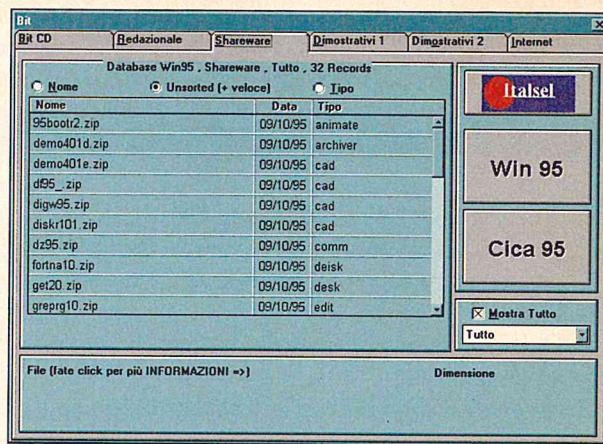 Bit
Bit CD Redazionale Shareware Dimostrativi 1 Dimostrativi 2 Internet
Database Win95 , Shareware , Tutto , 32 Records
Nome Unsorted (+ veloce) Tipo
Nome Data Tipo
95bootr2.zip 09/10/95 animate
demo401d.zip 09/10/95 archiver
demo401e.zip 09/10/95 cad
df95_.zip 09/10/95 cad
digw95.zip 09/10/95 cad
diskr101.zip 09/10/95 cad
dz95.zip 09/10/95 comm
fortna10.zip 09/10/95 deisk
get20.zip 09/10/95 desk
greprg10.zip 09/10/95 edit
Italsel
Win 95
Cica 95
Mostra Tutto
Tutto
File (fate click per più INFORMAZIONI =>) Dimensione